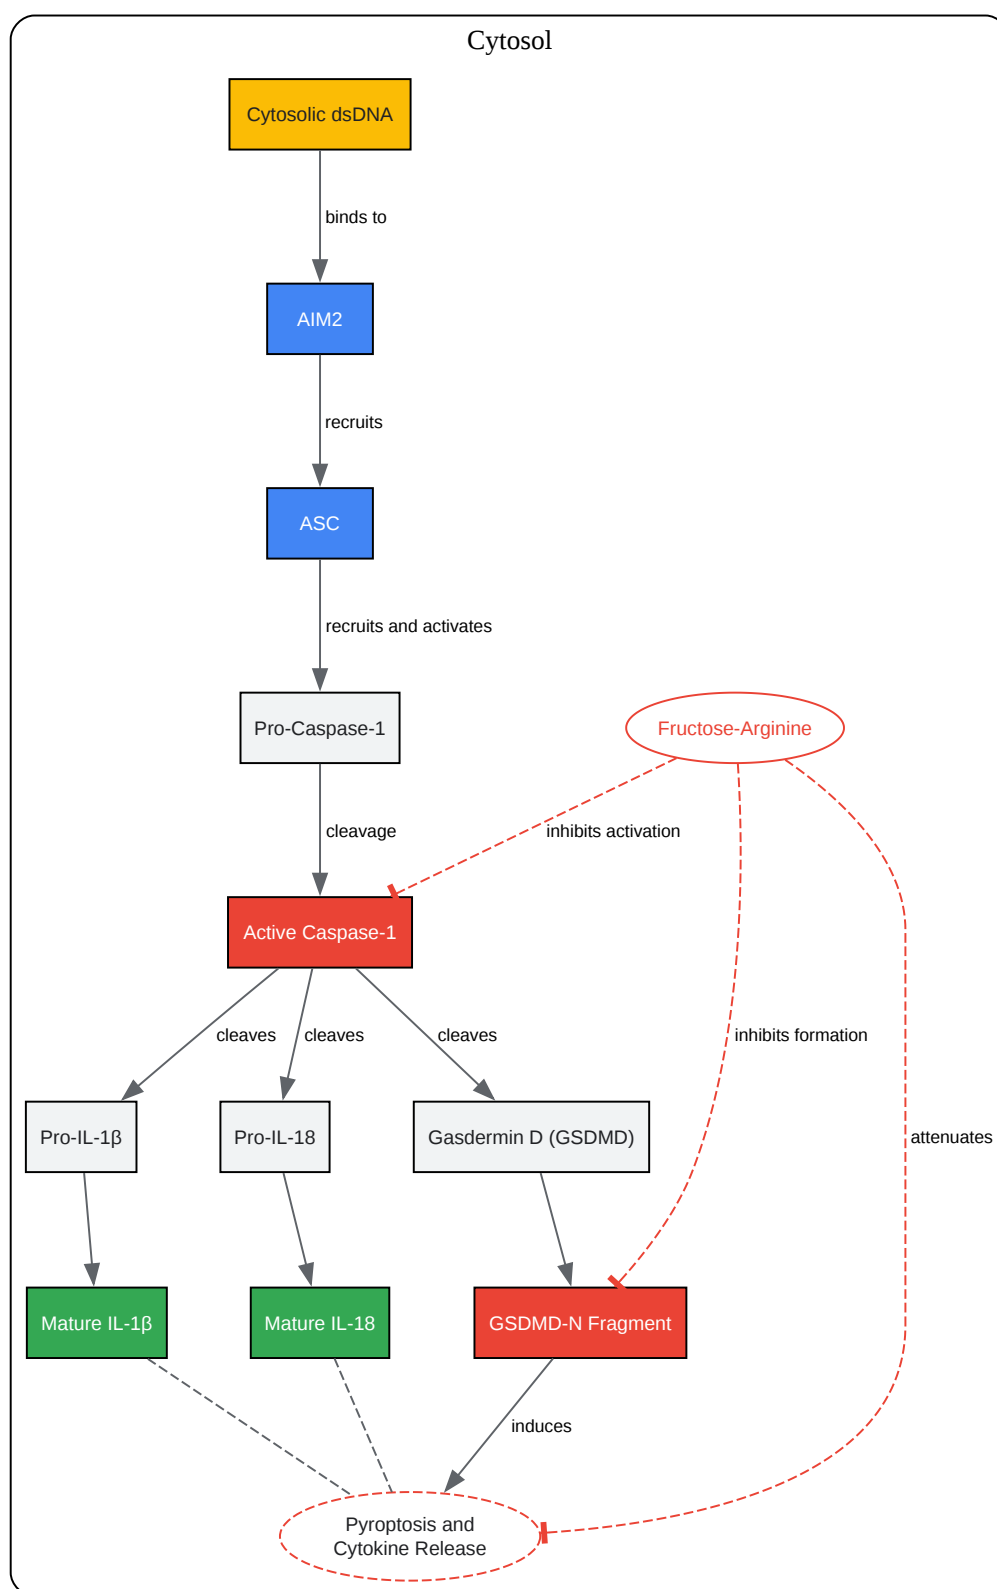 Cytosol
Cytosolic dsDNA
binds to
AIM2
recruits
ASC
recruits and activates
Pro-Caspase-1
Fructose-Arginine
cleavage
inhibits activation
Active Caspase-1
cleaves
cleaves
cleaves
inhibits formation
Pro-IL-1β
Pro-IL-18
Gasdermin D (GSDMD)
attenuates
Mature IL-1β
Mature IL-18
GSDMD-N Fragment
induces
Pyroptosis and
Cytokine Release